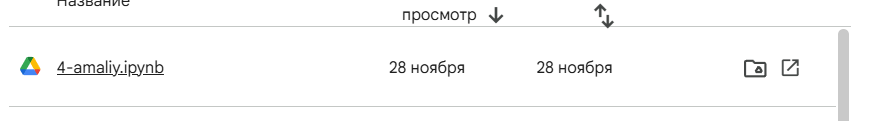 Название
просмотр
4-amaliy.ipynb 28 ноября 28 ноября